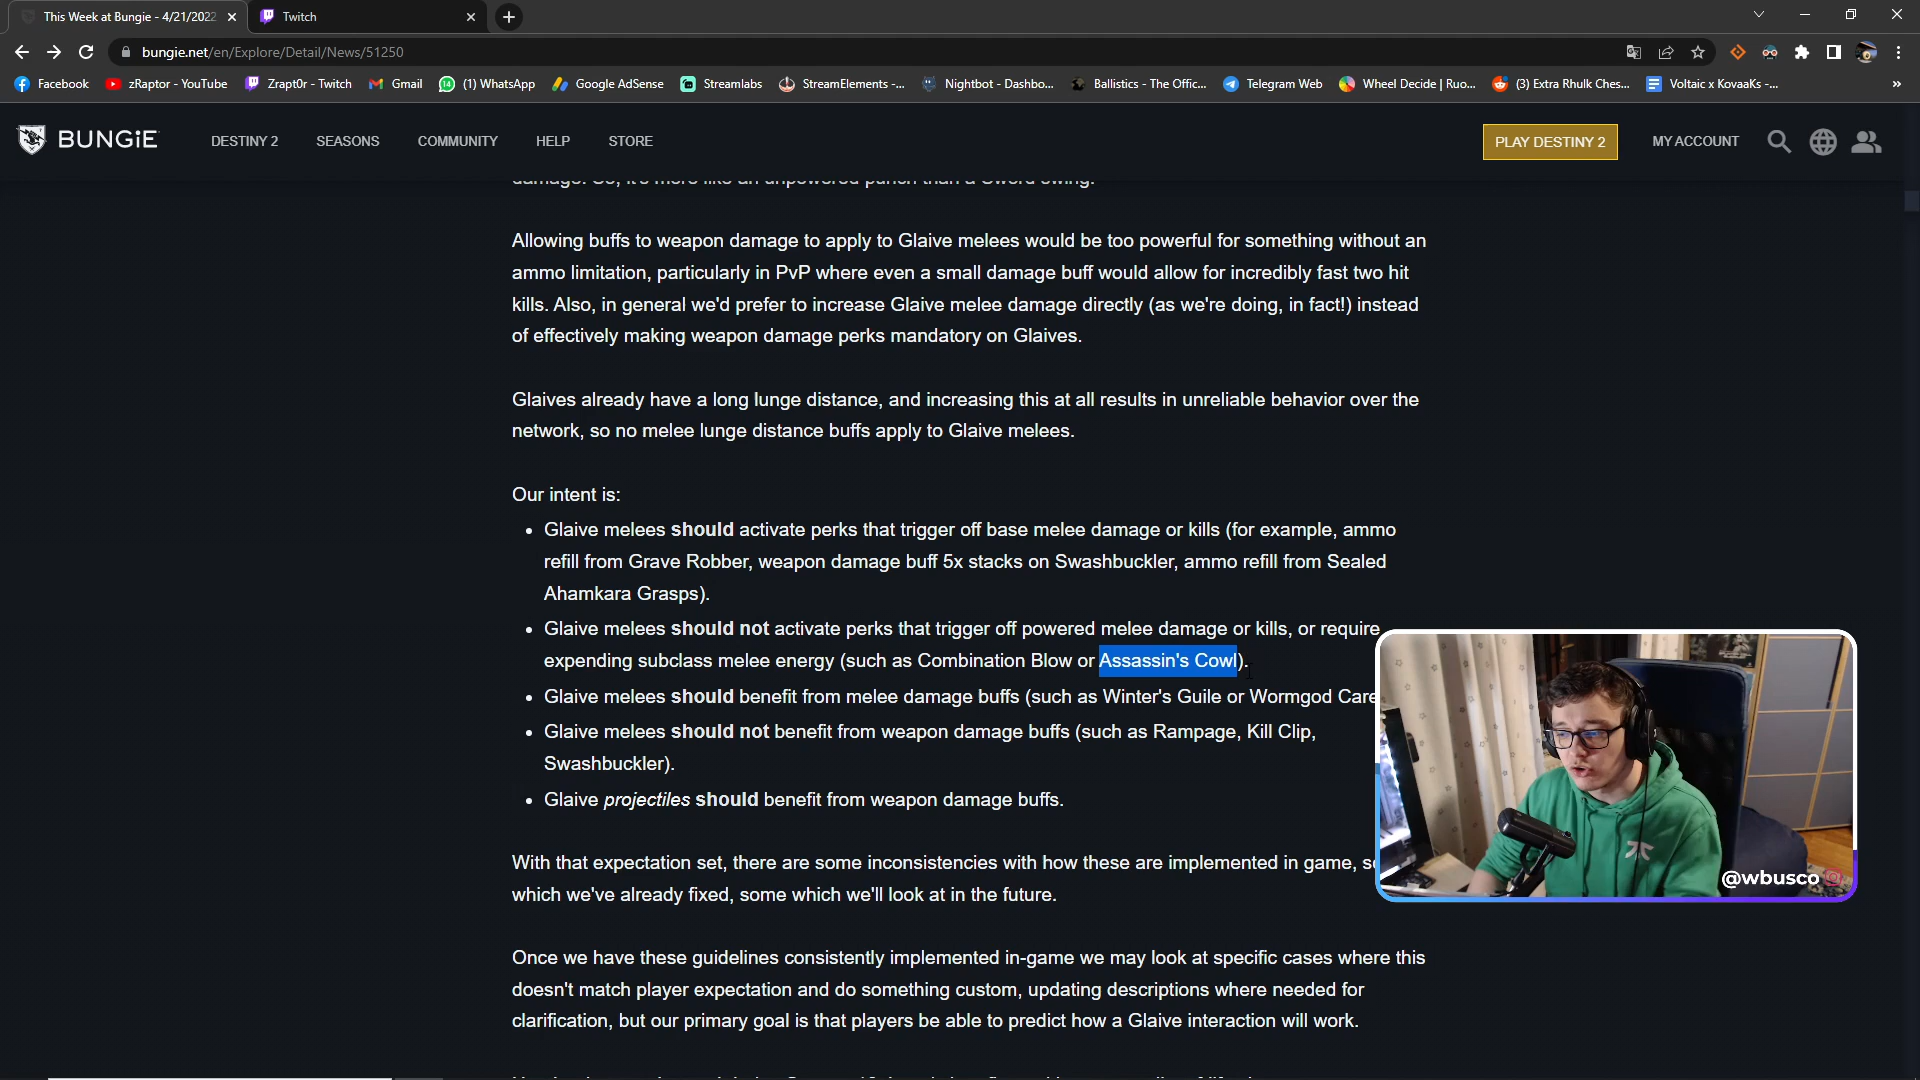 This Week at Bungie - 4/21/2022
Twitch
bungie.net/en/Explore/Detail/News/51250
Facebook
zRaptor - YouTube
Zrapt0r - Twitch
Gmail
(1) WhatsApp
Google AdSense
Streamlabs
StreamElements -...
Nightbot - Dashbo...
Ballistics - The Offic...
Telegram Web
Wheel Decide | Ruo...
(3) Extra Rhulk Ches...
Voltaic x KovaaKs -...
»
BUNGiE
DESTINY 2
SEASONS
COMMUNITY
HELP
STORE
PLAY DESTINY 2
MY ACCOUNT
damage. So, it's more like an unpowered punch than a Sword swing.
Allowing buffs to weapon damage to apply to Glaive melees would be too powerful for something without an
ammo limitation, particularly in PvP where even a small damage buff would allow for incredibly fast two hit
kills. Also, in general we'd prefer to increase Glaive melee damage directly (as we're doing, in fact!) instead
of effectively making weapon damage perks mandatory on Glaives.
Glaives already have a long lunge distance, and increasing this at all results in unreliable behavior over the
network, so no melee lunge distance buffs apply to Glaive melees.
Our intent is:
• Glaive melees should activate perks that trigger off base melee damage or kills (for example, ammo
refill from Grave Robber, weapon damage buff 5x stacks on Swashbuckler, ammo refill from Sealed
Ahamkara Grasps).
• Glaive melees should not activate perks that trigger off powered melee damage or kills, or require
expending subclass melee energy (such as Combination Blow or Assassin's Cowl).
• Glaive melees should benefit from melee damage buffs (such as Winter's Guile or Wormgod Care
• Glaive melees should not benefit from weapon damage buffs (such as Rampage, Kill Clip,
Swashbuckler).
• Glaive projectiles should benefit from weapon damage buffs.
With that expectation set, there are some inconsistencies with how these are implemented in game, s
which we've already fixed, some which we'll look at in the future.
Once we have these guidelines consistently implemented in-game we may look at specific cases where this
doesn't match player expectation and do something custom, updating descriptions where needed for
clarification, but our primary goal is that players be able to predict how a Glaive interaction will work.
@wbusco